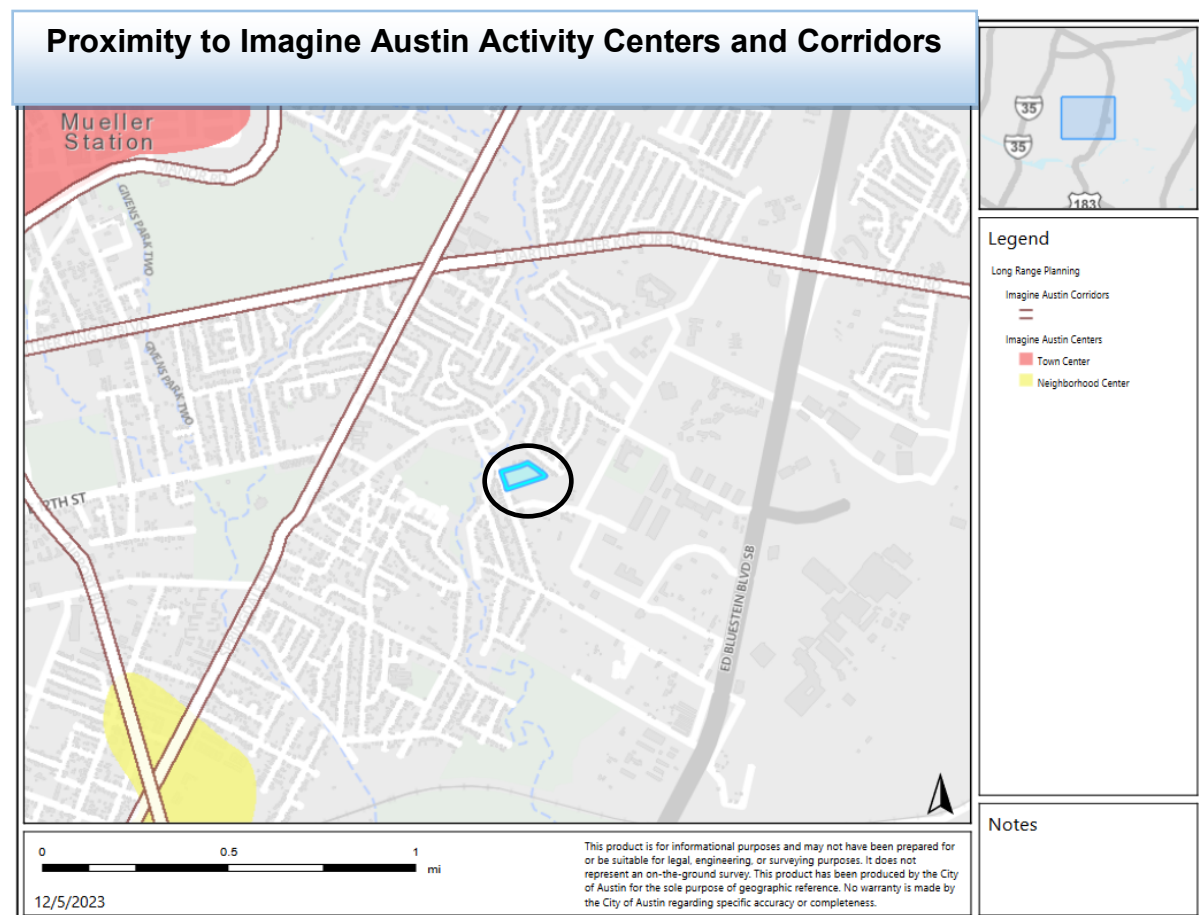 Proximity to Imagine Austin Activity Centers and Corridors
Mueller
Station
MANOR RD
GIVENS PARK TWO
GIVENS PARK TWO
ED BLUESTEIN BLVD SB
35
35
183
Legend
Long Range Planning
Imagine Austin Corridors
Imagine Austin Centers
Town Center
Neighborhood Center
Notes
0
0.5
1
mi
12/5/2023
This product is for informational purposes and may not have been prepared for
or be suitable for legal, engineering, or surveying purposes. It does not
represent an on-the-ground survey. This product has been produced by the City
of Austin for the sole purpose of geographic reference. No warranty is made by
the City of Austin regarding specific accuracy or completeness.